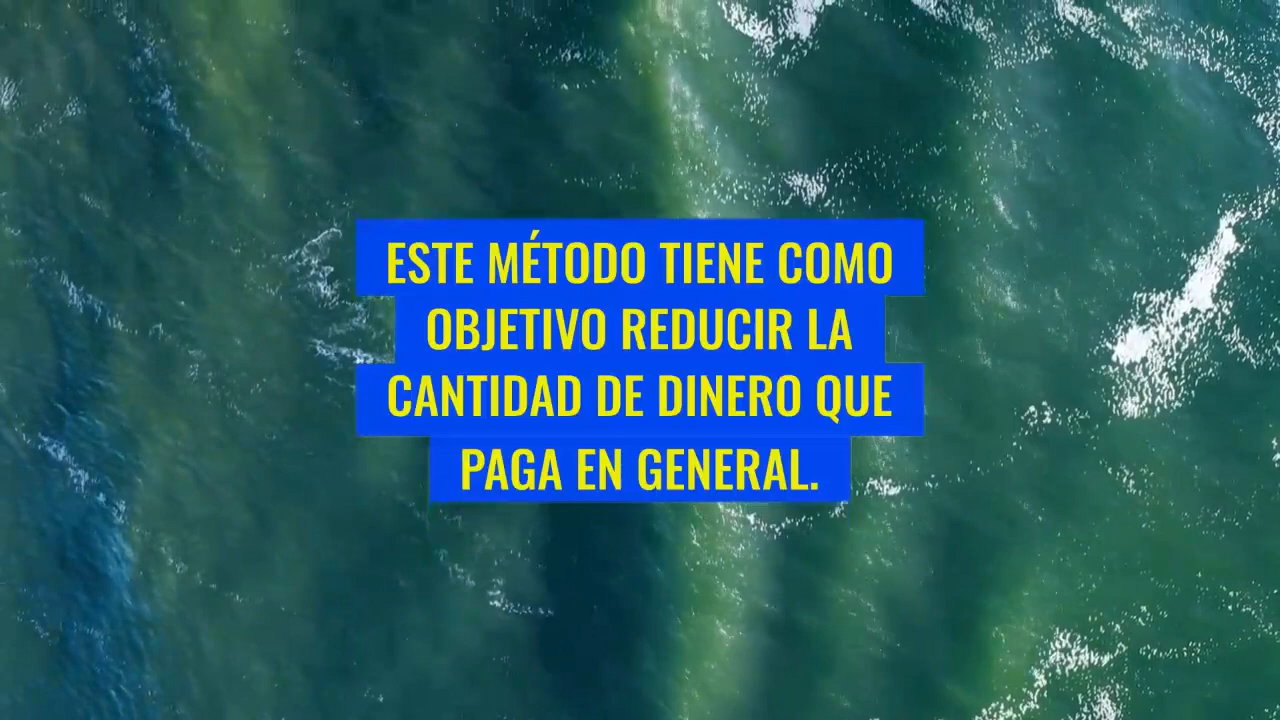 ESTE MÉTODO TIENE COMO
OBJETIVO REDUCIR LA
CANTIDAD DE DINERO QUE
PAGA EN GENERAL.